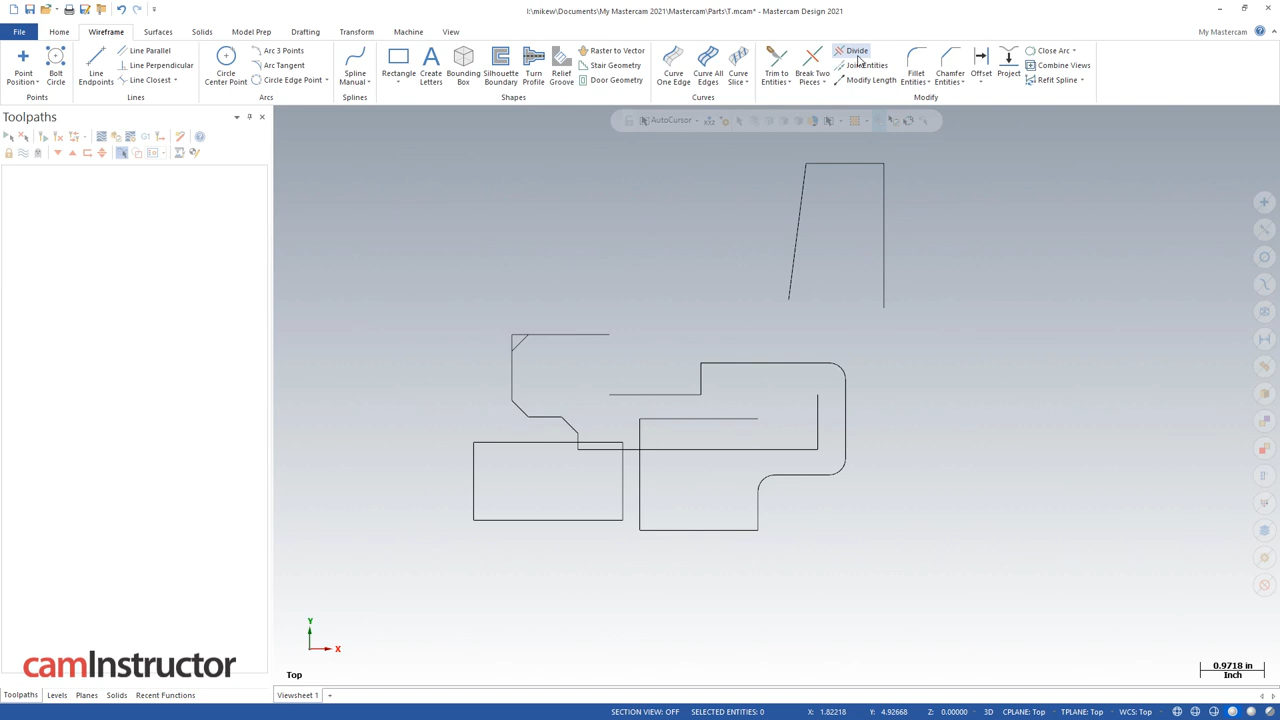 I:\mikew\Documents\My Mastercam 2021\Mastercam\Parts\T.mcam* - Mastercam Design 2021
File Home Wireframe Surfaces Solids Model Prep Drafting Transform Machine View My Mastercam
Point Position
Bolt Circle
Points
Line Endpoints
Line Parallel
Line Perpendicular
Line Closest
Lines
Circle Center Point
Arc 3 Points
Arc Tangent
Circle Edge Point
Arcs
Spline Manual
Splines
Rectangle
Create Letters
Bounding Box
Silhouette Boundary
Turn Profile
Relief Groove
Raster to Vector
Stair Geometry
Door Geometry
Shapes
Curve One Edge
Curve All Edges
Curve Slice
Curves
Trim to Entities
Break Two Pieces
Divide
Join Entities
Modify Length
Fillet Entities
Chamfer Entities
Offset
Project
Close Arc
Combine Views
Refit Spline
Modify
Toolpaths
G1
AutoCursor
Y
X
camInstructor
Top
0.9718 in
Inch
Toolpaths Levels Planes Solids Recent Functions Viewsheet 1 +
SECTION VIEW: OFF SELECTED ENTITIES: 0 X: 1.82218 Y: 4.92668 Z: 0.00000 3D CPLANE: Top TPLANE: Top WCS: Top